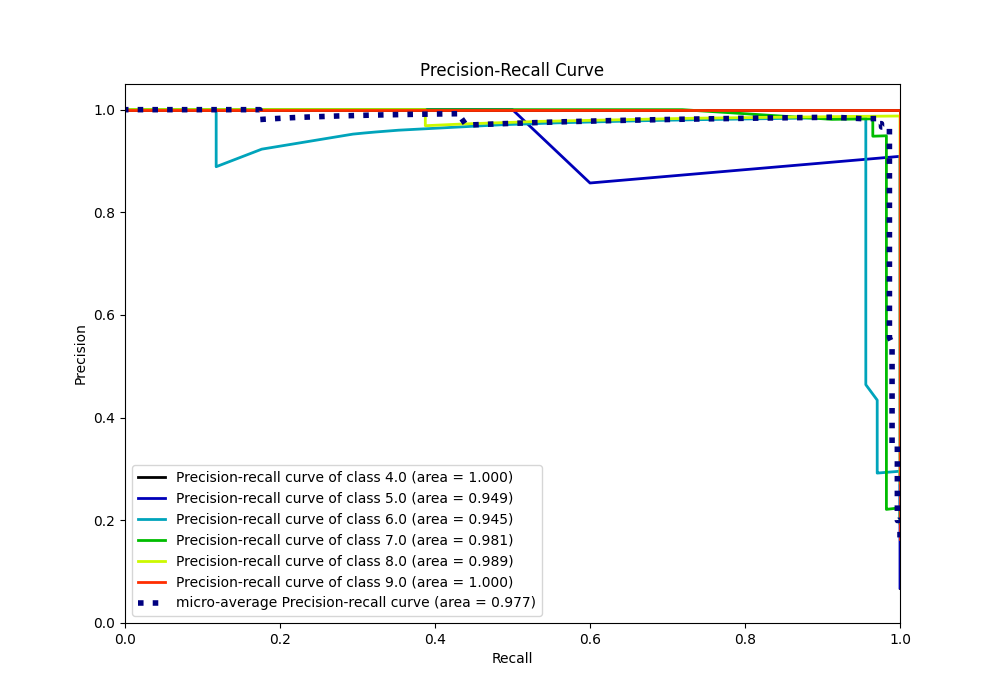 Precision-Recall Curve
1.0
0.8
0.6
0.4
0.2
0.0
Precision
Precision-recall curve of class 4.0 (area = 1.000)
Precision-recall curve of class 5.0 (area = 0.949)
Precision-recall curve of class 6.0 (area = 0.945)
Precision-recall curve of class 7.0 (area = 0.981)
Precision-recall curve of class 8.0 (area = 0.989)
Precision-recall curve of class 9.0 (area = 1.000)
micro-average Precision-recall curve (area = 0.977)
0.0 0.2 0.4 0.6 0.8 1.0
Recall